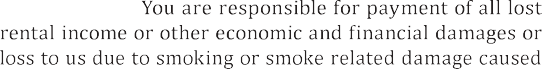 You are responsible for payment of all lost
rental income or other economic and financial damages or
loss to us due to smoking or smoke related damage caused